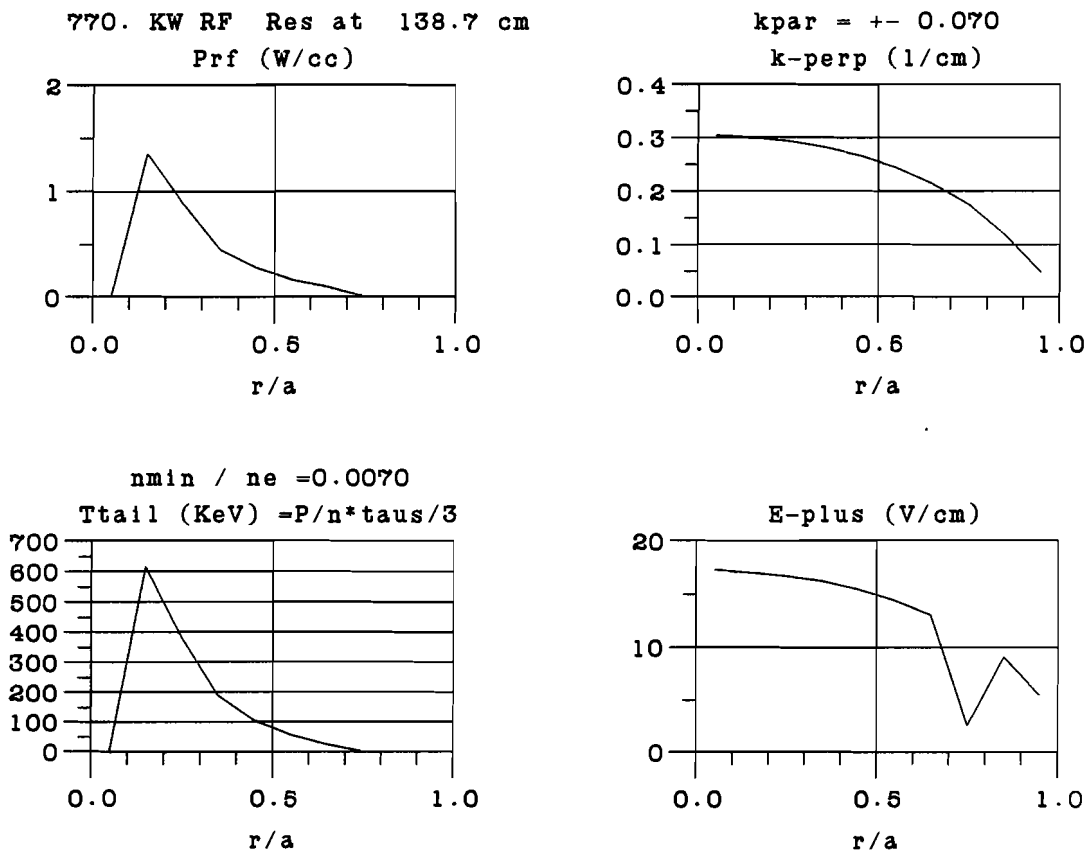 770. KW RF Res at 138.7 cm
Prf (W/cc)
2
1
0
0.0 0.5 1.0
r/a
kpar = +- 0.070
k-perp (1/cm)
0.4
0.3
0.2
0.1
0.0
0.0 0.5 1.0
r/a
nmin / ne =0.0070
Ttail (KeV) =P/n*taus/3
700
600
500
400
300
200
100
0
0.0 0.5 1.0
r/a
E-plus (V/cm)
20
10
0
0.0 0.5 1.0
r/a